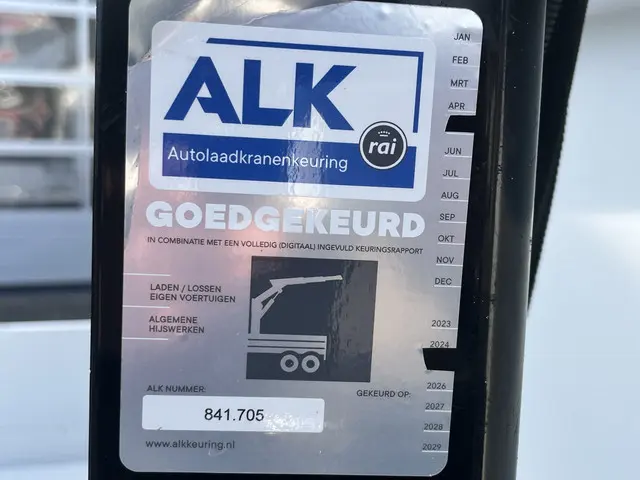 ALK
Autolaadkranenkeuring
rai
GOEDGEKEURD
IN COMBINATIE MET EEN VOLLEDIG (DIGITAAL) INGEVULD KEURINGSRAPPORT
LADEN / LOSSEN
EIGEN VOERTUIGEN
ALGEMENE
HIJSWERKEN
ALK NUMMER:
841.705
www.alkkeuring.nl
GEKEURD OP:
JAN
FEB
MRT
APR
JUN
JUL
AUG
SEP
OKT
NOV
DEC
2023
2024
2026
2027
2028
2029